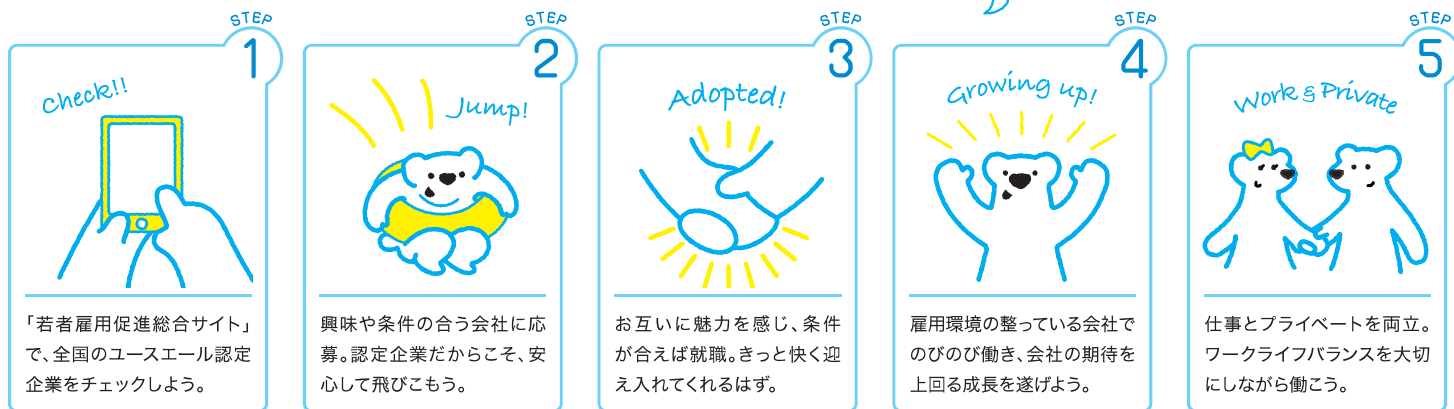 STEP
1
Check!!
「若者雇用促進総合サイト」
で、全国のユースエール認定
企業をチェックしよう。
STEP
2
Jump!
興味や条件の合う会社に応
募。認定企業だからこそ、安
心して飛びこもう。
STEP
3
Adopted!
お互いに魅力を感じ、条件
が合えば就職。きっと快く迎
え入れてくれるはず。
STEP
4
Growing up!
雇用環境の整っている会社で
のびのび働き、会社の期待を
上回る成長を遂げよう。
STEP
5
Work & Private
仕事とプライベートを両立。
ワークライフバランスを大切
にしながら働こう。